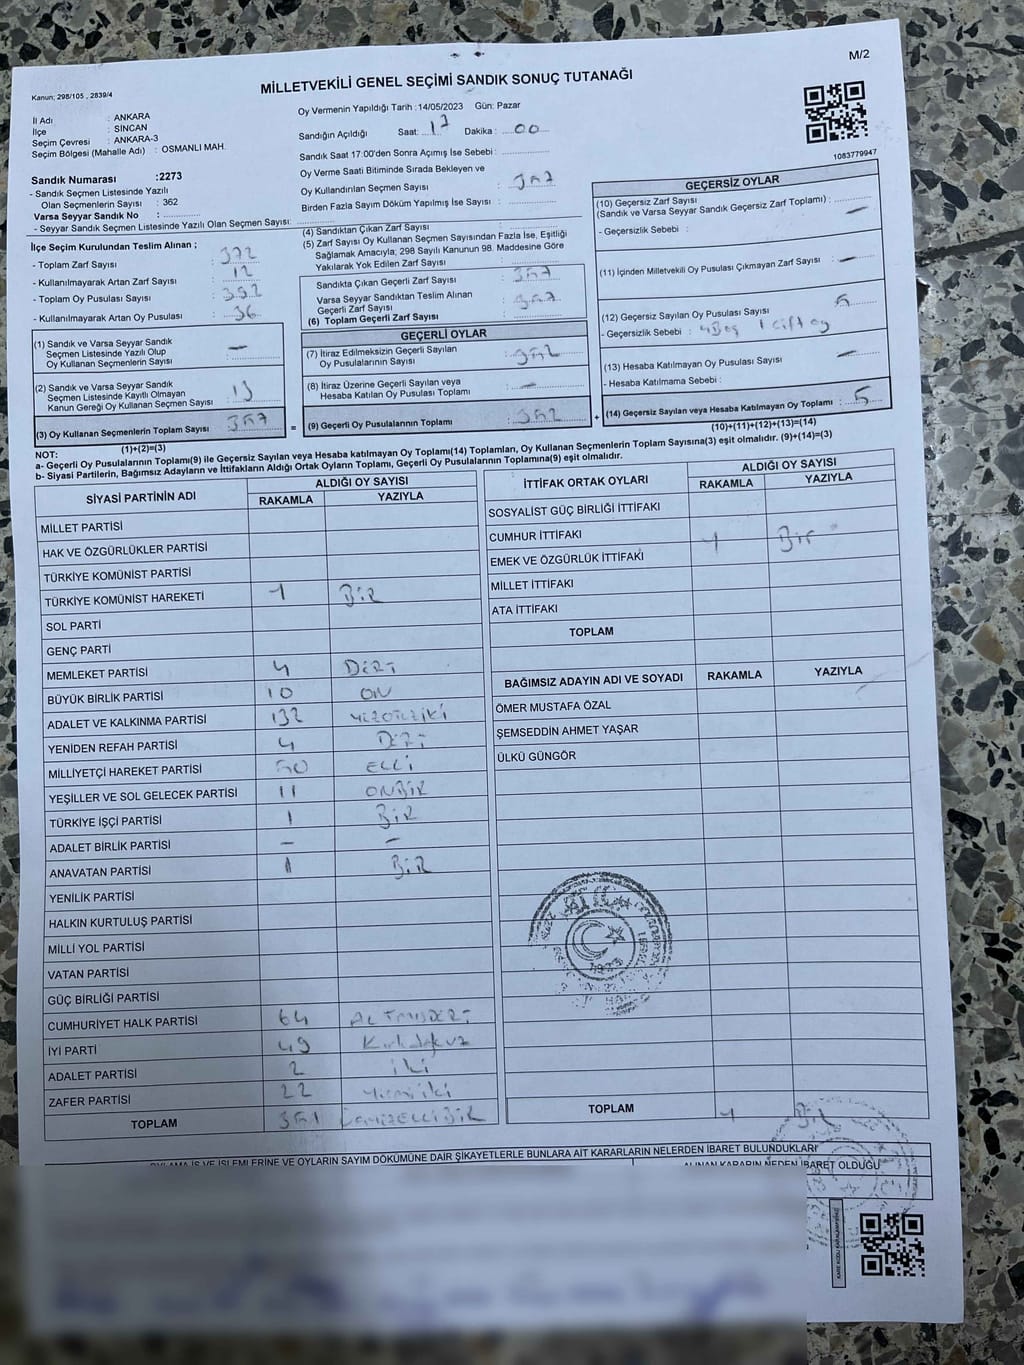 M/2
MİLLETVEKİLİ GENEL SEÇİMİ SANDIK SONUÇ TUTANAĞI
Kanun; 298/105 , 2839/4
İl Adı : ANKARA
İlçe : SİNCAN
Seçim Çevresi : ANKARA-3
Seçim Bölgesi (Mahalle Adı) : OSMANLI MAH.
Oy Vermenin Yapıldığı Tarih : 14/05/2023 Gün: Pazar
Sandığın Açıldığı Saat: 17 Dakika : 00
Sandık Saat 17:00'den Sonra Açımış İse Sebebi :
Oy Verme Saati Bitiminde Sırada Bekleyen ve
Oy Kullandırılan Seçmen Sayısı : 357
Birden Fazla Sayım Döküm Yapılmış İse Sayısı :
1083779947
Sandık Numarası :2273
- Sandık Seçmen Listesinde Yazılı
Olan Seçmenlerin Sayısı : 362
Varsa Seyyar Sandık No :
- Seyyar Sandık Seçmen Listesinde Yazılı Olan Seçmen Sayısı:
İlçe Seçim Kurulundan Teslim Alınan ;
- Toplam Zarf Sayısı : 372
- Kullanılmayarak Artan Zarf Sayısı : 12
- Toplam Oy Pusulası Sayısı : 392
- Kullanılmayarak Artan Oy Pusulası : 36
(1) Sandık ve Varsa Seyyar Sandık
Seçmen Listesinde Yazılı Olup
Oy Kullanan Seçmenlerin Sayısı : —
(2) Sandık ve Varsa Seyyar Sandık
Seçmen Listesinde Kayıtlı Olmayan
Kanun Gereği Oy Kullanan Seçmen Sayısı : 13
(3) Oy Kullanan Seçmenlerin Toplam Sayısı : 357
(1)+(2)=(3)
(4) Sandıktan Çıkan Zarf Sayısı :
(5) Zarf Sayısı Oy Kullanan Seçmen Sayısından Fazla İse, Eşitliği
Sağlamak Amacıyla; 298 Sayılı Kanunun 98. Maddesine Göre
Yakılarak Yok Edilen Zarf Sayısı :
Sandıkta Çıkan Geçerli Zarf Sayısı : 357
Varsa Seyyar Sandıktan Teslim Alınan
Geçerli Zarf Sayısı : 357
(6) Toplam Geçerli Zarf Sayısı :
GEÇERLİ OYLAR
(7) İtiraz Edilmeksizin Geçerli Sayılan
Oy Pusulalarının Sayısı : 352
(8) İtiraz Üzerine Geçerli Sayılan veya
Hesaba Katılan Oy Pusulası Toplamı : —
= (9) Geçerli Oy Pusulalarının Toplamı : 352
GEÇERSİZ OYLAR
(10) Geçersiz Zarf Sayısı
(Sandık ve Varsa Seyyar Sandık Geçersiz Zarf Toplamı) : —
- Geçersizlik Sebebi :
(11) İçinden Milletvekili Oy Pusulası Çıkmayan Zarf Sayısı : —
(12) Geçersiz Sayılan Oy Pusulası Sayısı : 5
- Geçersizlik Sebebi : 4 Boş 1 çift oy
(13) Hesaba Katılmayan Oy Pusulası Sayısı : —
- Hesaba Katılmama Sebebi :
+ (14) Geçersiz Sayılan veya Hesaba Katılmayan Oy Toplamı : 5
(10)+(11)+(12)+(13)=(14)
NOT:
a- Geçerli Oy Pusulalarının Toplamı(9) ile Geçersiz Sayılan veya Hesaba katılmayan Oy Toplamı(14) Toplamları, Oy Kullanan Seçmenlerin Toplam Sayısına(3) eşit olmalıdır. (9)+(14)=(3)
b- Siyasi Partilerin, Bağımsız Adayların ve İttifakların Aldığı Ortak Oyların Toplamı, Geçerli Oy Pusulalarının Toplamına(9) eşit olmalıdır.
SİYASİ PARTİNİN ADI ALDIĞI OY SAYISI
RAKAMLA YAZIYLA
MİLLET PARTİSİ
HAK VE ÖZGÜRLÜKLER PARTİSİ
TÜRKİYE KOMÜNİST PARTİSİ
TÜRKİYE KOMÜNİST HAREKETİ 1 BİR
SOL PARTİ
GENÇ PARTİ
MEMLEKET PARTİSİ 4 DÖRT
BÜYÜK BİRLİK PARTİSİ 10 ON
ADALET VE KALKINMA PARTİSİ 132 YÜZOTUZİKİ
YENİDEN REFAH PARTİSİ 4 DÖRT
MİLLİYETÇİ HAREKET PARTİSİ 50 ELLİ
YEŞİLLER VE SOL GELECEK PARTİSİ 11 ONBİR
TÜRKİYE İŞÇİ PARTİSİ 1 BİR
ADALET BİRLİK PARTİSİ — —
ANAVATAN PARTİSİ 1 BİR
YENİLİK PARTİSİ
HALKIN KURTULUŞ PARTİSİ
MİLLİ YOL PARTİSİ
VATAN PARTİSİ
GÜÇ BİRLİĞİ PARTİSİ
CUMHURİYET HALK PARTİSİ 64 ALTMIŞDÖRT
İYİ PARTİ 49 Kırkdokuz
ADALET PARTİSİ 2 İKİ
ZAFER PARTİSİ 22 Yirmiiki
TOPLAM 351 ÜÇYÜZELLİBİR
İTTİFAK ORTAK OYLARI ALDIĞI OY SAYISI
RAKAMLA YAZIYLA
SOSYALİST GÜÇ BİRLİĞİ İTTİFAKI
CUMHUR İTTİFAKI 1 Bir
EMEK VE ÖZGÜRLÜK İTTİFAKI
MİLLET İTTİFAKI
ATA İTTİFAKI
TOPLAM
BAĞIMSIZ ADAYIN ADI VE SOYADI RAKAMLA YAZIYLA
ÖMER MUSTAFA ÖZAL
ŞEMSEDDİN AHMET YAŞAR
ÜLKÜ GÜNGÖR
TOPLAM 1 Bir
OYLAMA İŞ VE İŞLEMLERİNE VE OYLARIN SAYIM DÖKÜMÜNE DAİR ŞİKAYETLERLE BUNLARA AİT KARARLARIN NELERDEN İBARET BULUNDUKLARI
ALINAN KARARIN NEDEN İBARET OLDUĞU